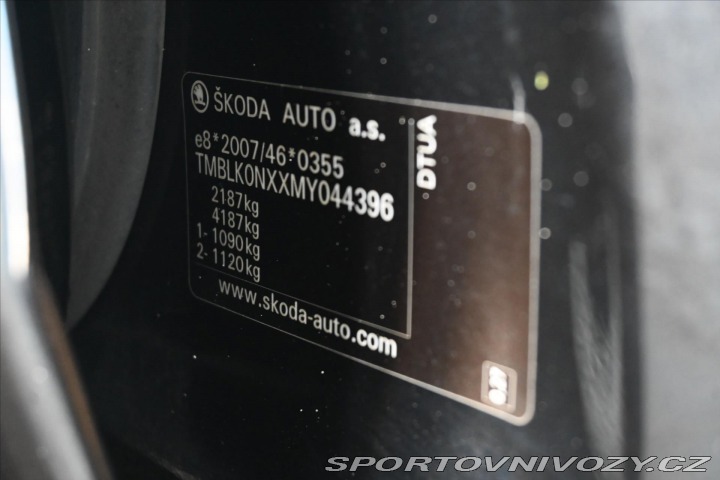 ŠKODA AUTO a.s.
e8*2007/46*0355
TMBLK0NXXMY044396
2187kg
4187kg
1- 1090kg
2- 1120kg
www.skoda-auto.com
DTUA
SPORTOVNIVOZY.CZ